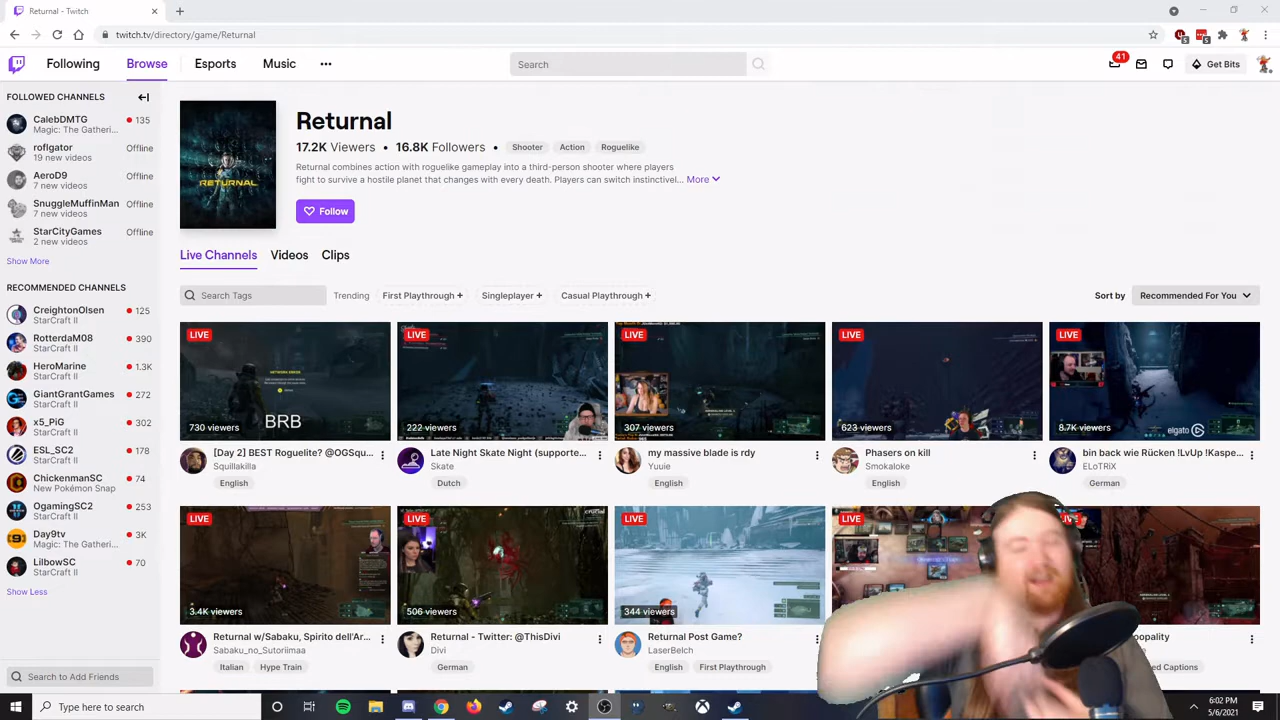 Returnal - Twitch
twitch.tv/directory/game/Returnal
5
5
Following
Browse
Esports
Music
Search
41
Get Bits
FOLLOWED CHANNELS
CalebDMTG
135
Magic: The Gatheri...
roflgator
Offline
19 new videos
AeroD9
Offline
7 new videos
SnuggleMuffinMan
Offline
7 new videos
StarCityGames
Offline
2 new videos
Show More
RECOMMENDED CHANNELS
CreightonOlsen
125
StarCraft II
RotterdaM08
390
StarCraft II
HeroMarine
1.3K
StarCraft II
GiantGrantGames
272
StarCraft II
x5_PiG
302
StarCraft II
ESL_SC2
178
StarCraft II
ChickenmanSC
74
New Pokémon Snap
OgamingSC2
253
StarCraft II
Day9tv
3K
Magic: The Gatheri...
LilbowSC
70
StarCraft II
Show Less
Search to Add Friends
RETURNAL
Returnal
17.2K Viewers • 16.8K Followers • Shooter Action Roguelike
Returnal combines action with roguelike gameplay into a third-person shooter where players
fight to survive a hostile planet that changes with every death. Players can switch instinctivel... More
Follow
Live Channels Videos Clips
Search Tags
Trending
First Playthrough +
Singleplayer +
Casual Playthrough +
Sort by
Recommended For You
LIVE
BRB
730 viewers
[Day 2] BEST Roguelite? @OGSqu...
Squillakilla
English
LIVE
222 viewers
Late Night Skate Night (supporte...
Skate
Dutch
LIVE
307 viewers
my massive blade is rdy
Yuuie
English
LIVE
623 viewers
Phasers on kill
Smokaloke
English
LIVE
8.7K viewers
elgato
bin back wie Rücken !LvUp !Kaspe...
ELoTRiX
German
LIVE
3.4K viewers
Returnal w/Sabaku, Spirito dell'Ar...
Sabaku_no_Sutoriimaa
Italian
Hype Train
LIVE
506 viewers
Returnal - Twitter: @ThisDivi
Divi
German
LIVE
344 viewers
Returnal Post Game?
LaserBelch
English
First Playthrough
LIVE
Type here to search
6:02 PM
5/6/2021